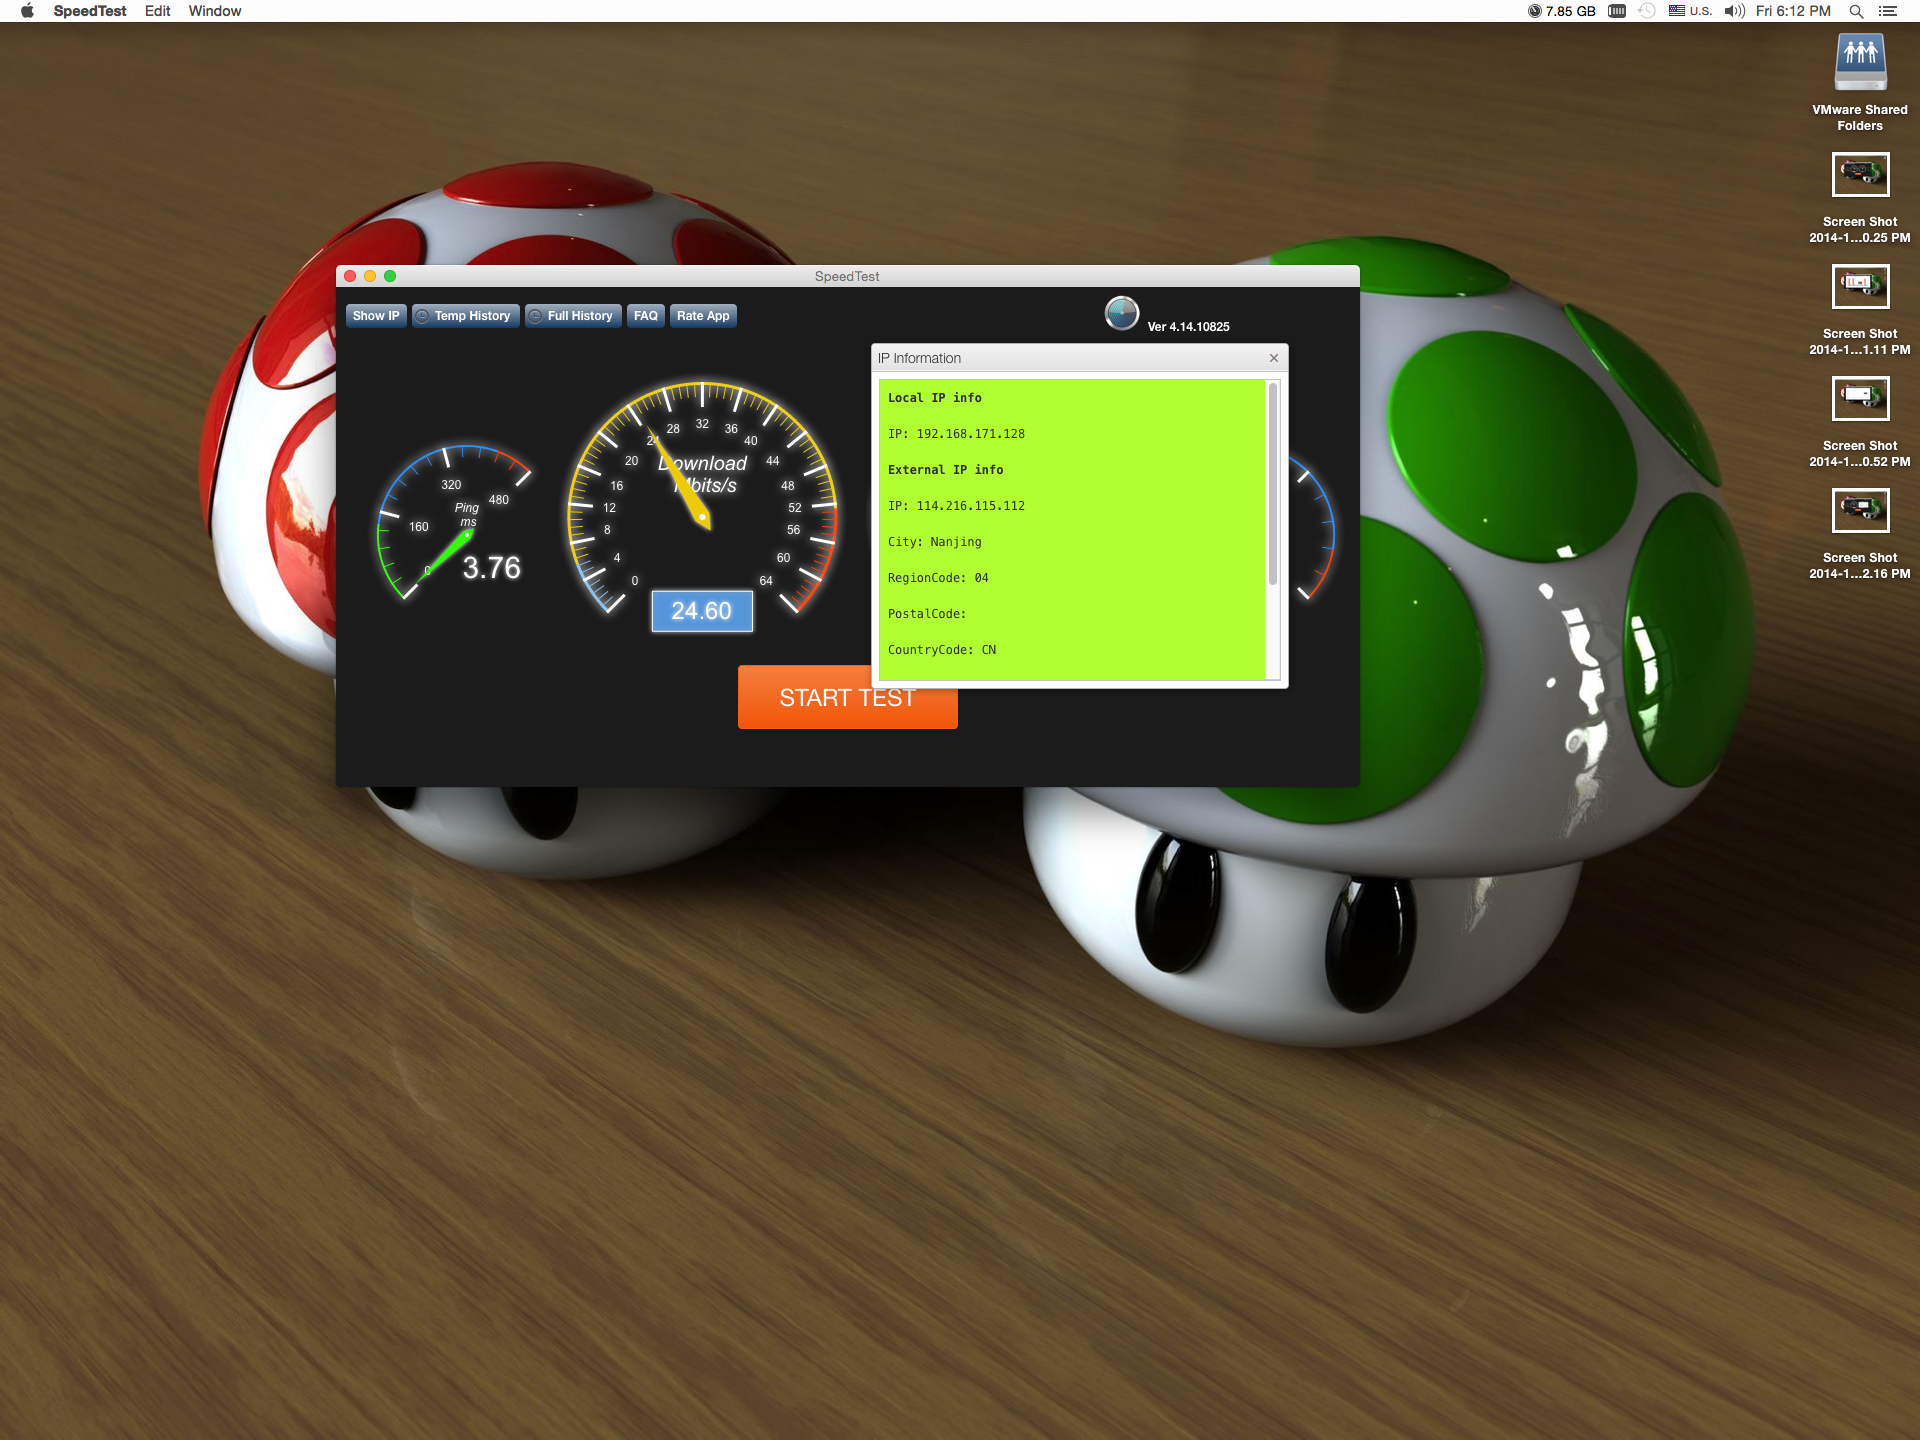 SpeedTest Edit Window
7.85 GB U.S. Fri 6:12 PM
VMware Shared
Folders
Screen Shot
2014-1...0.25 PM
Screen Shot
2014-1...1.11 PM
Screen Shot
2014-1...0.52 PM
Screen Shot
2014-1...2.16 PM
SpeedTest
Show IP Temp History Full History FAQ Rate App
Ver 4.14.10825
160
320
480
0
Ping
ms
3.76
0
4
8
12
16
20
24
28
32
36
40
44
48
52
56
60
64
Download
Mbits/s
24.60
START TEST
IP Information
Local IP info
IP: 192.168.171.128
External IP info
IP: 114.216.115.112
City: Nanjing
RegionCode: 04
PostalCode:
CountryCode: CN